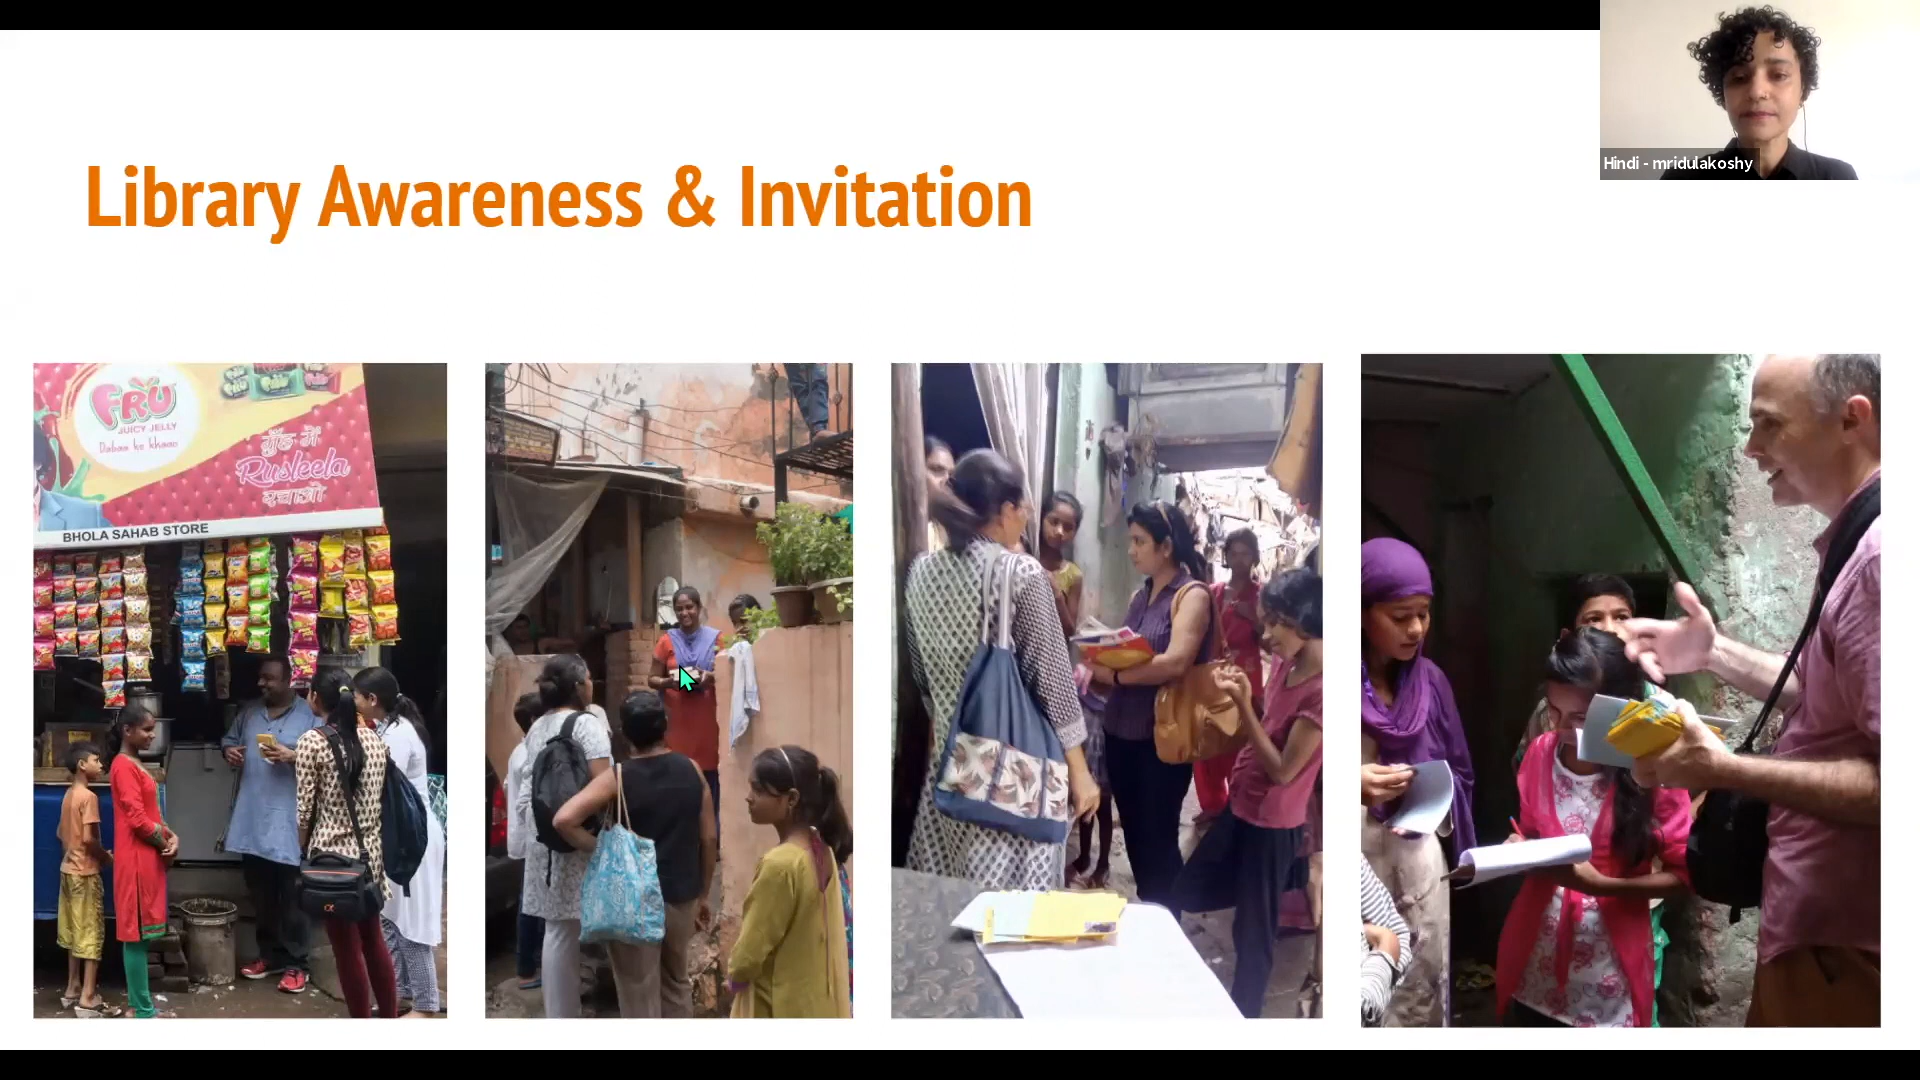 Library Awareness & Invitation
Hindi - mridulakoshy
FRU
JUICY JELLY
Dabaa ke khaao
मुँह में
Rusleela
रचाओ
BHOLA SAHAB STORE